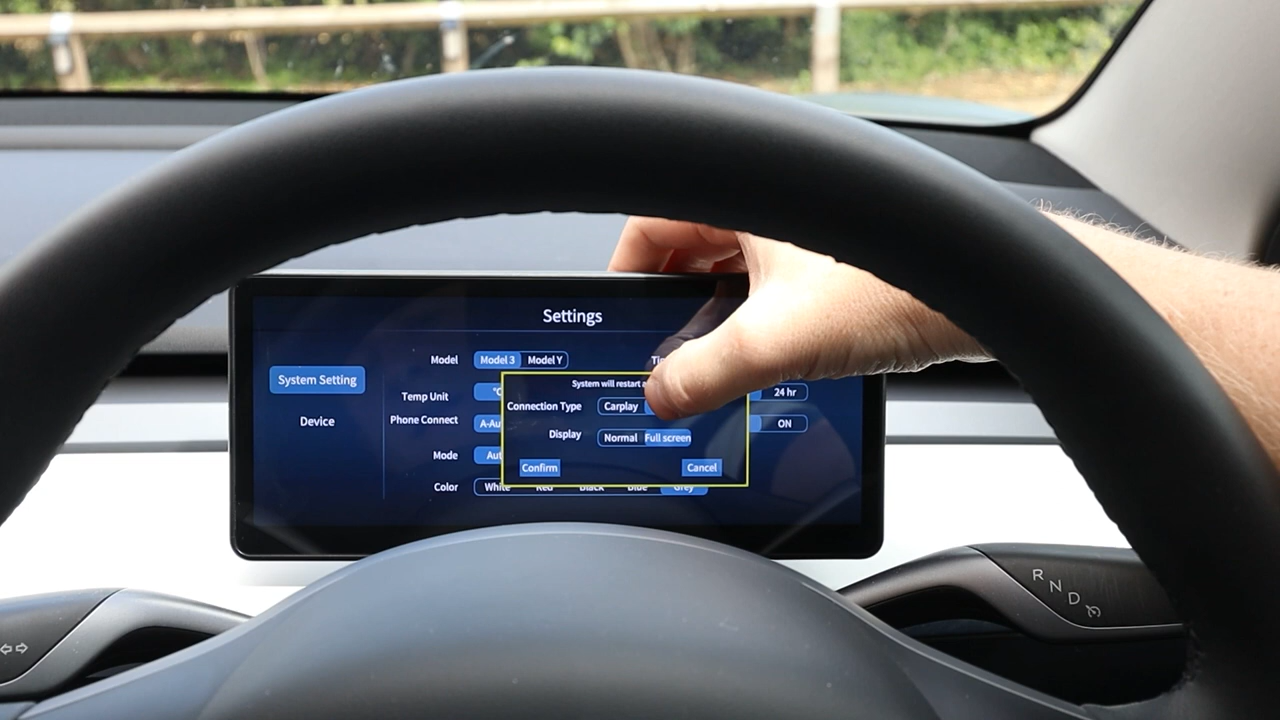 Settings
Model Model 3 Model Y
System Setting
Temp Unit 24 hr
Device
Phone Connect ON
System will restart
Connection Type Carplay
Display Normal Full screen
Mode
Confirm Cancel
Color White Red Black Blue Grey
R
N
D